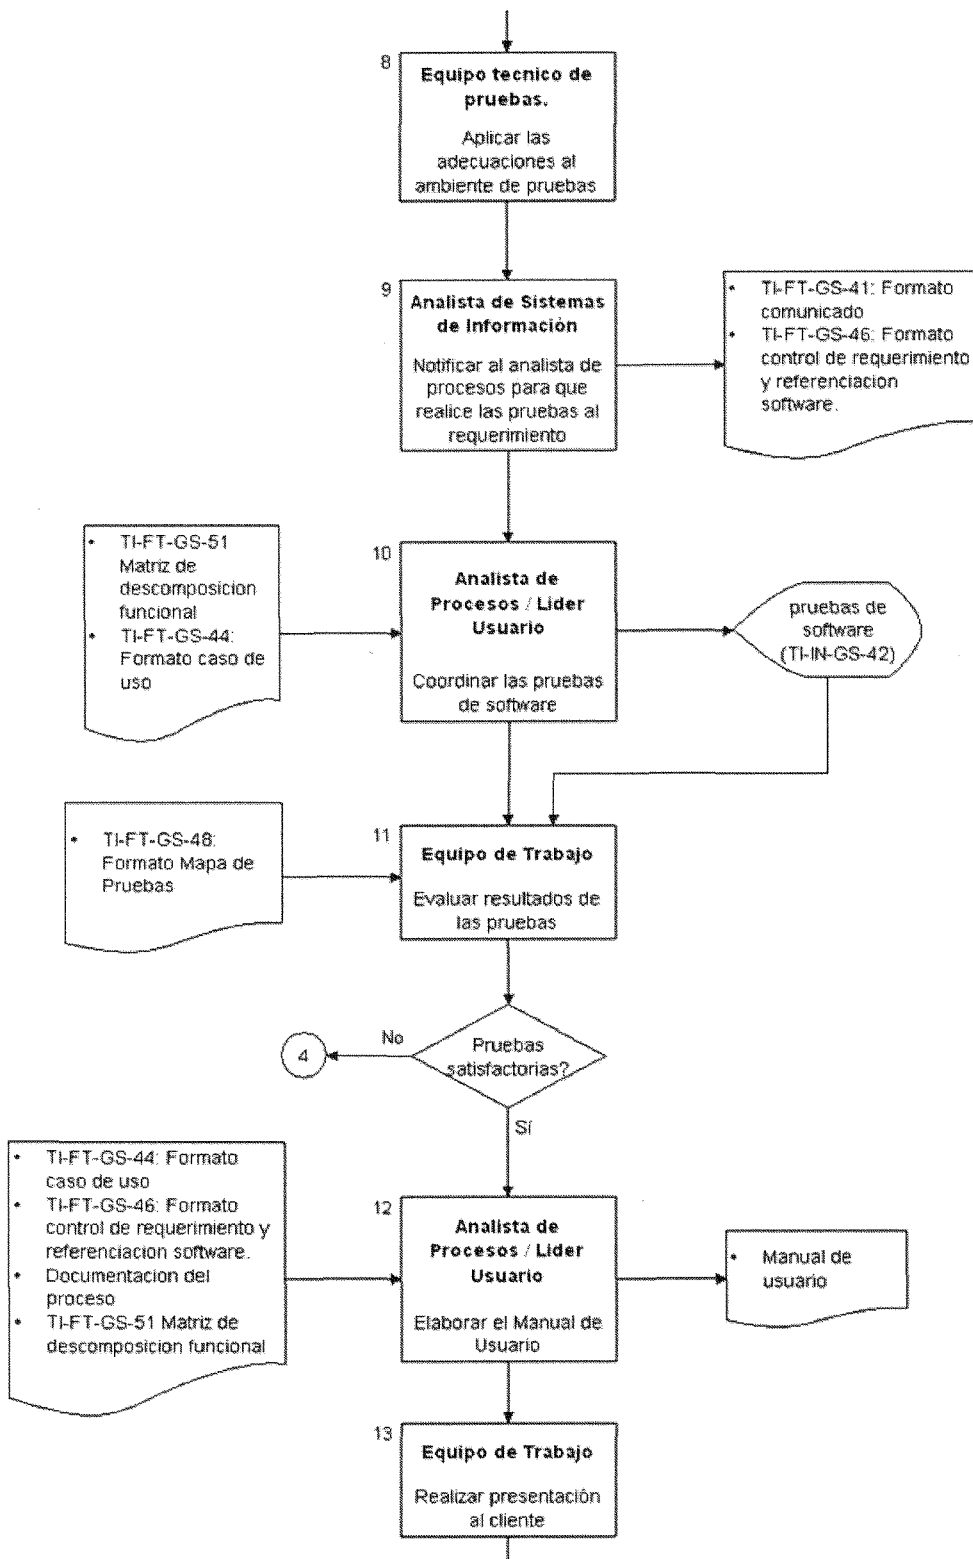 8
Equipo tecnico de
pruebas.
Aplicar las
adecuaciones al
ambiente de pruebas
9
Analista de Sistemas
de Información
Notificar al analista de
procesos para que
realice las pruebas al
requerimiento
• TI-FT-GS-41: Formato
comunicado
• TI-FT-GS-46: Formato
control de requerimiento
y referenciacion
software.
• TI-FT-GS-51
Matriz de
descomposicion
funcional
• TI-FT-GS-44:
Formato caso de
uso
10
Analista de
Procesos / Lider
Usuario
Coordinar las pruebas
de software
pruebas de
software
(TI-IN-GS-42)
• TI-FT-GS-48:
Formato Mapa de
Pruebas
11
Equipo de Trabajo
Evaluar resultados de
las pruebas
Pruebas
satisfactorias?
No
4
Sí
• TI-FT-GS-44: Formato
caso de uso
• TI-FT-GS-46: Formato
control de requerimiento y
referenciacion software.
• Documentacion del
proceso
• TI-FT-GS-51 Matriz de
descomposicion funcional
12
Analista de
Procesos / Lider
Usuario
Elaborar el Manual de
Usuario
• Manual de
usuario
13
Equipo de Trabajo
Realizar presentación
al cliente